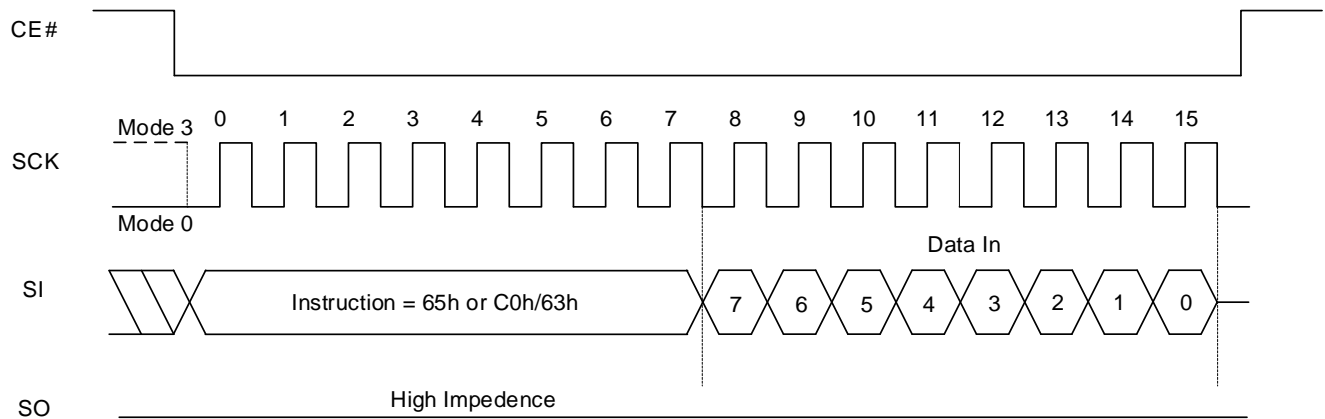 CE#
Mode 3
0 1 2 3 4 5 6 7 8 9 10 11 12 13 14 15
SCK
Mode 0
Data In
SI
Instruction = 65h or C0h/63h
7 6 5 4 3 2 1 0
High Impedence
SO